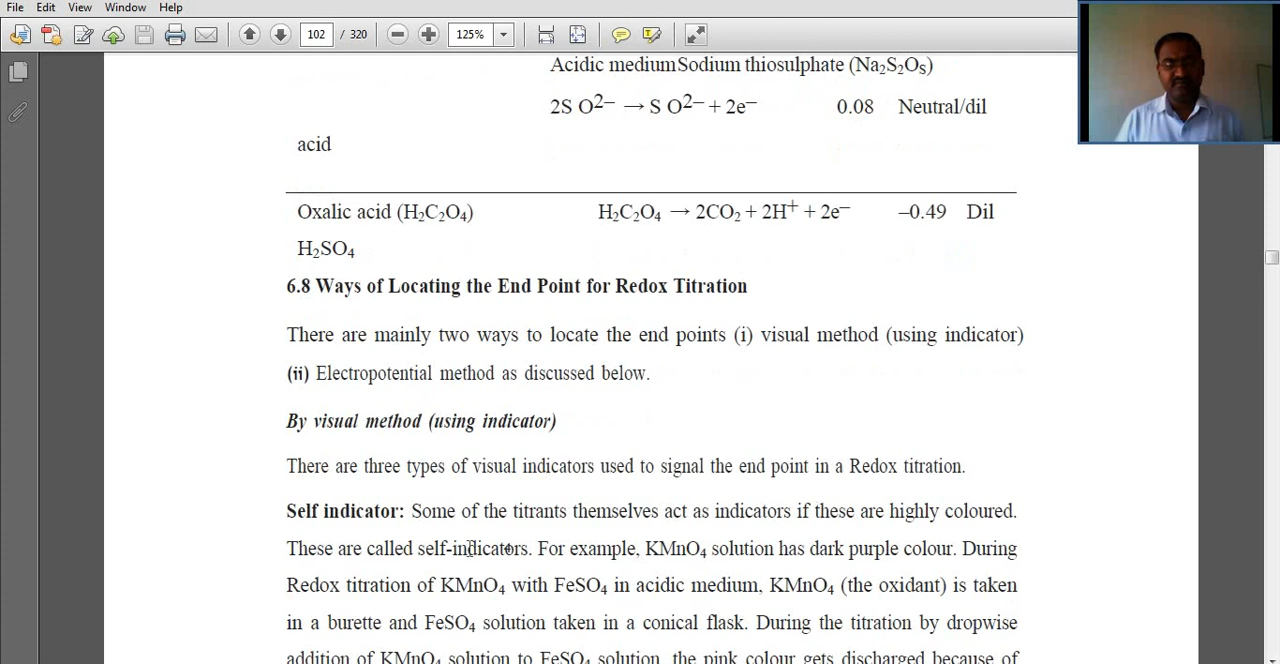 File Edit View Window Help
102 / 320 125%
Acidic mediumSodium thiosulphate (Na₂S₂O₅)
2S O²⁻ → S O²⁻ + 2e⁻ 0.08 Neutral/dil
acid
Oxalic acid (H₂C₂O₄) H₂C₂O₄ → 2CO₂ + 2H⁺ + 2e⁻ –0.49 Dil
H₂SO₄
6.8 Ways of Locating the End Point for Redox Titration
There are mainly two ways to locate the end points (i) visual method (using indicator)
(ii) Electropotential method as discussed below.
By visual method (using indicator)
There are three types of visual indicators used to signal the end point in a Redox titration.
Self indicator: Some of the titrants themselves act as indicators if these are highly coloured.
These are called self-indicators. For example, KMnO₄ solution has dark purple colour. During
Redox titration of KMnO₄ with FeSO₄ in acidic medium, KMnO₄ (the oxidant) is taken
in a burette and FeSO₄ solution taken in a conical flask. During the titration by dropwise
addition of KMnO₄ solution to FeSO₄ solution, the pink colour gets discharged because of